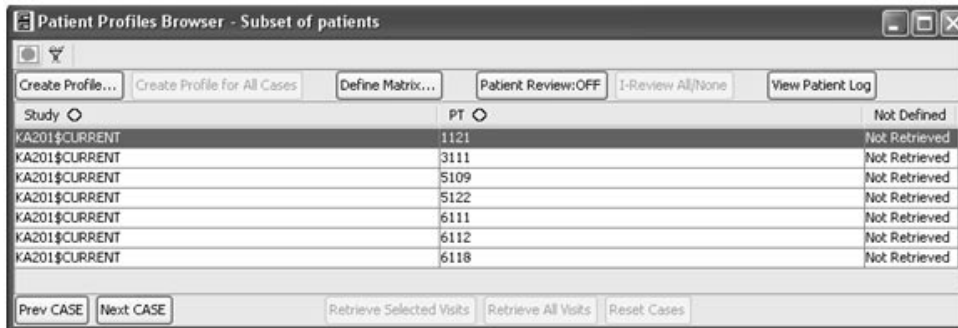 Patient Profiles Browser - Subset of patients
Create Profile... Create Profile for All Cases Define Matrix... Patient Review:OFF I-Review All/None View Patient Log
Study PT Not Defined
KA201$CURRENT 1121 Not Retrieved
KA201$CURRENT 3111 Not Retrieved
KA201$CURRENT 5109 Not Retrieved
KA201$CURRENT 5122 Not Retrieved
KA201$CURRENT 6111 Not Retrieved
KA201$CURRENT 6112 Not Retrieved
KA201$CURRENT 6118 Not Retrieved
Prev CASE Next CASE Retrieve Selected Visits Retrieve All Visits Reset Cases